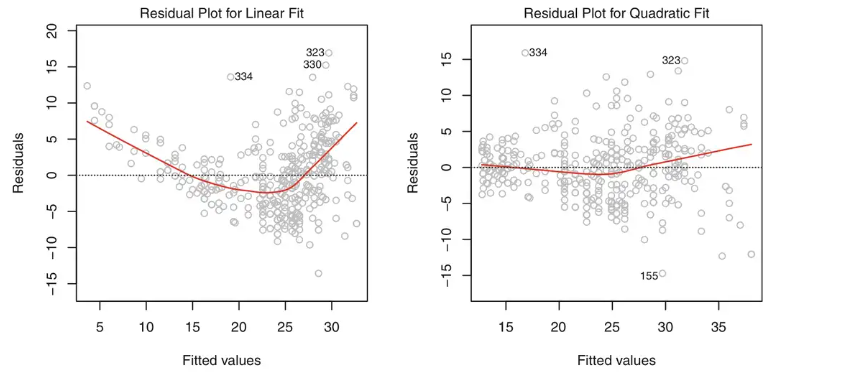 Residual Plot for Linear Fit
20
15
10
5
0
−5
−10
−15
Residuals
323
330
334
5 10 15 20 25 30
Fitted values
Residual Plot for Quadratic Fit
15
10
5
0
−5
−10
−15
Residuals
334
323
155
15 20 25 30 35
Fitted values